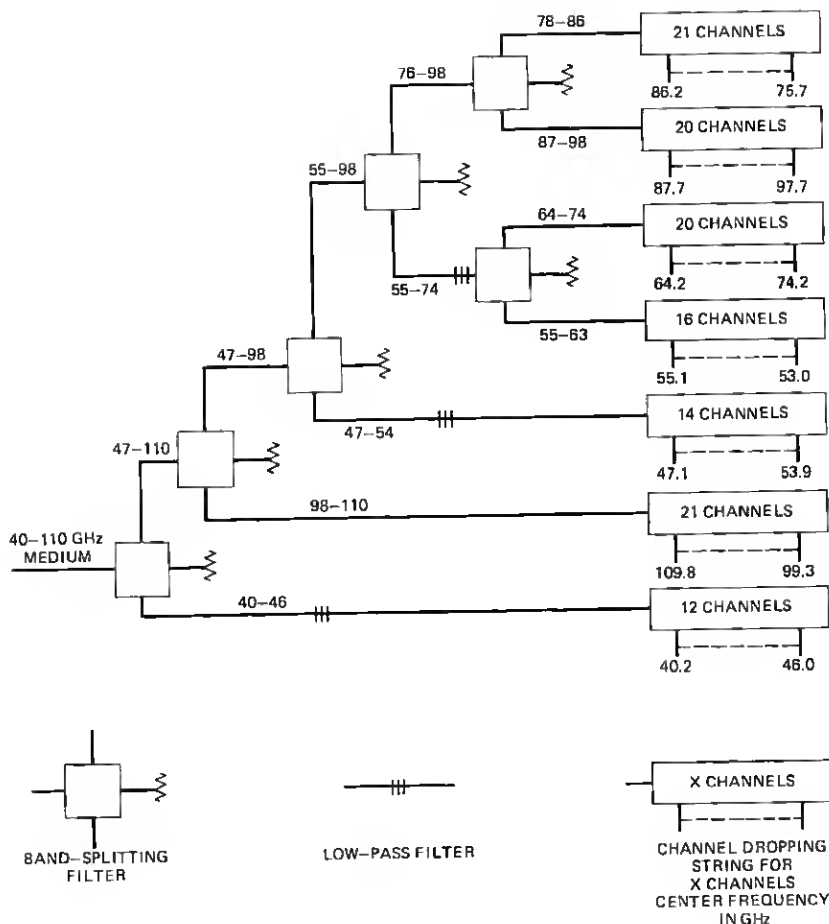 78-86
21 CHANNELS
76-98
86.2
75.7
20 CHANNELS
87-98
55-98
87.7
97.7
64-74
20 CHANNELS
64.2
74.2
55-74
16 CHANNELS
55-63
47-98
55.1
53.0
14 CHANNELS
47-54
47-110
47.1
53.9
98-110
21 CHANNELS
40-110 GHz
MEDIUM
109.8
99.3
40-46
12 CHANNELS
40.2
46.0
X CHANNELS
BAND-SPLITTING
FILTER
LOW-PASS FILTER
CHANNEL DROPPING
STRING FOR
X CHANNELS
CENTER FREQUENCY
IN GHz